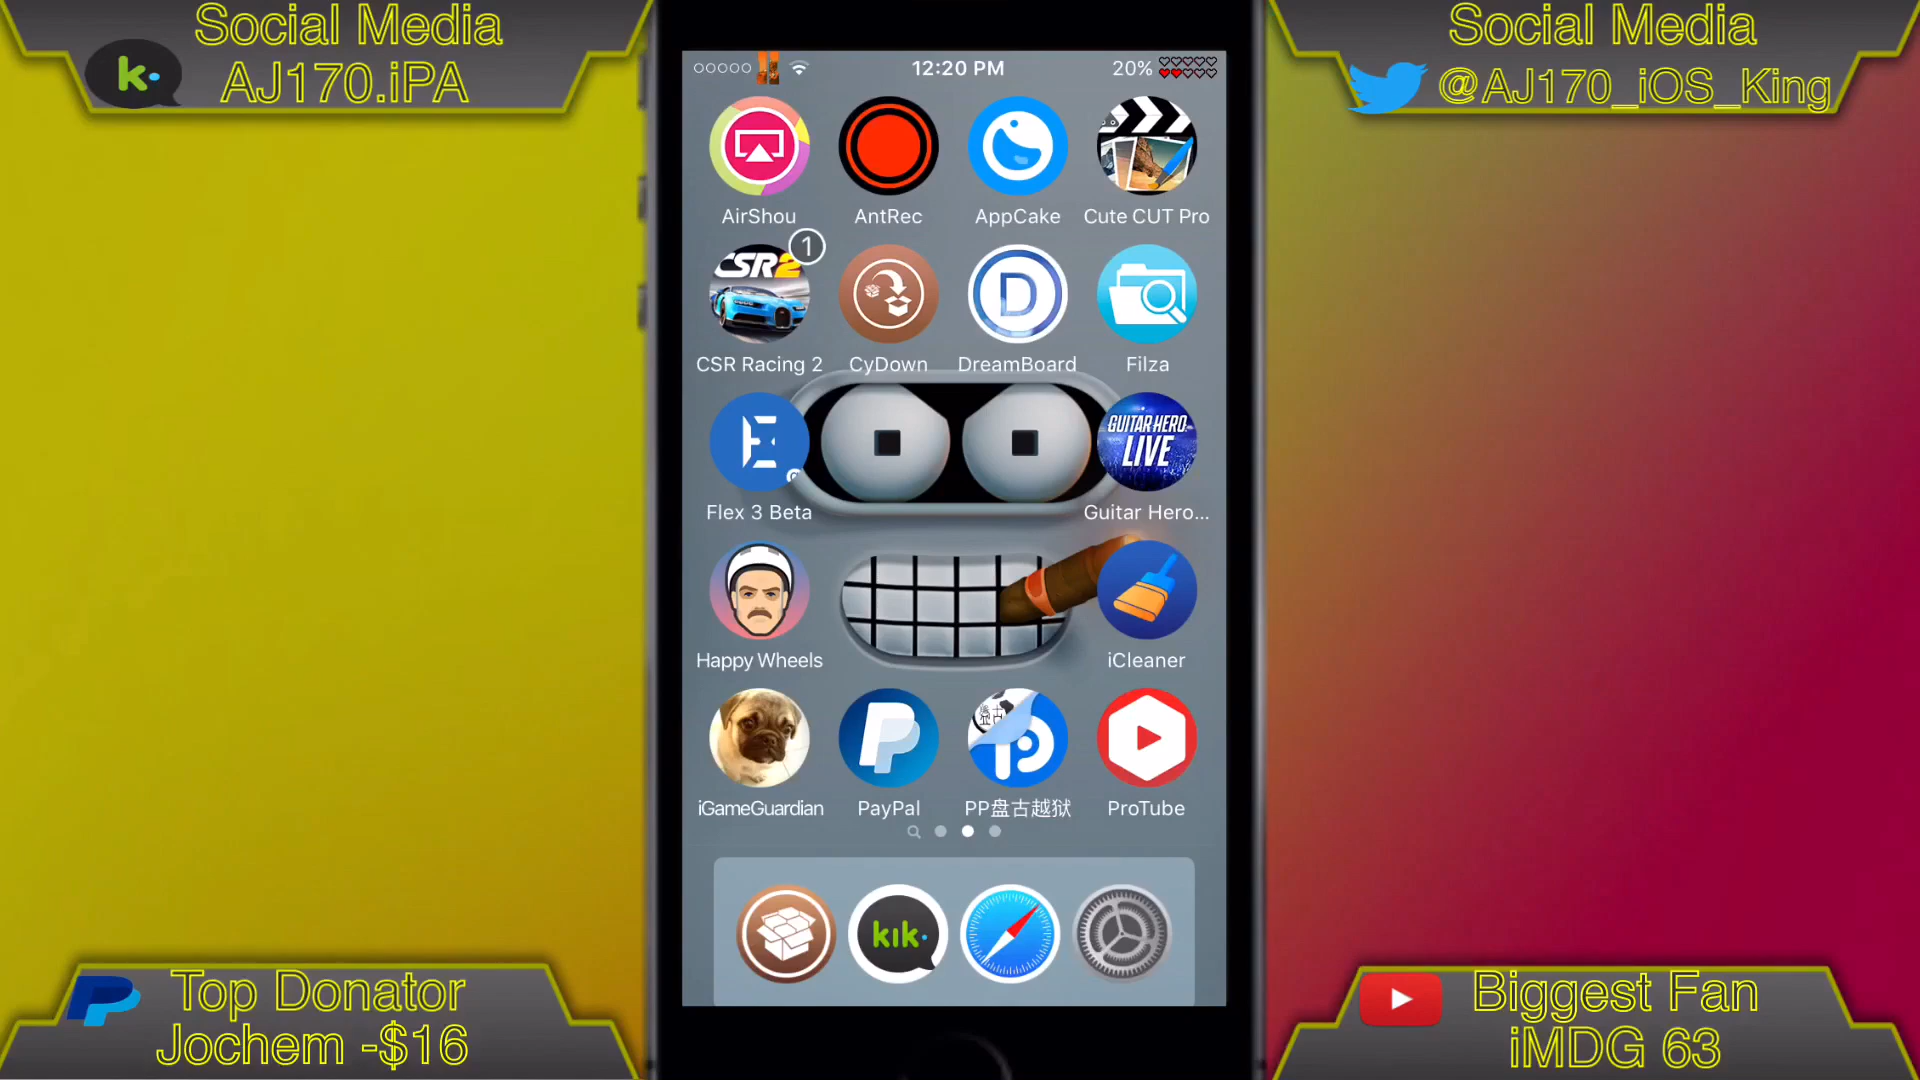 Social Media
AJ170.iPA
k.
Social Media
@AJ170_iOS_King
12:20 PM
20%
AirShou
AntRec
AppCake
Cute CUT Pro
CSR2
1
D
CSR Racing 2
CyDown
DreamBoard
Filza
GUITAR HERO
LIVE
Flex 3 Beta
Guitar Hero...
Happy Wheels
iCleaner
iGameGuardian
PayPal
PP盘古越狱
ProTube
kik.
Top Donator
Jochem -$16
Biggest Fan
iMDG 63